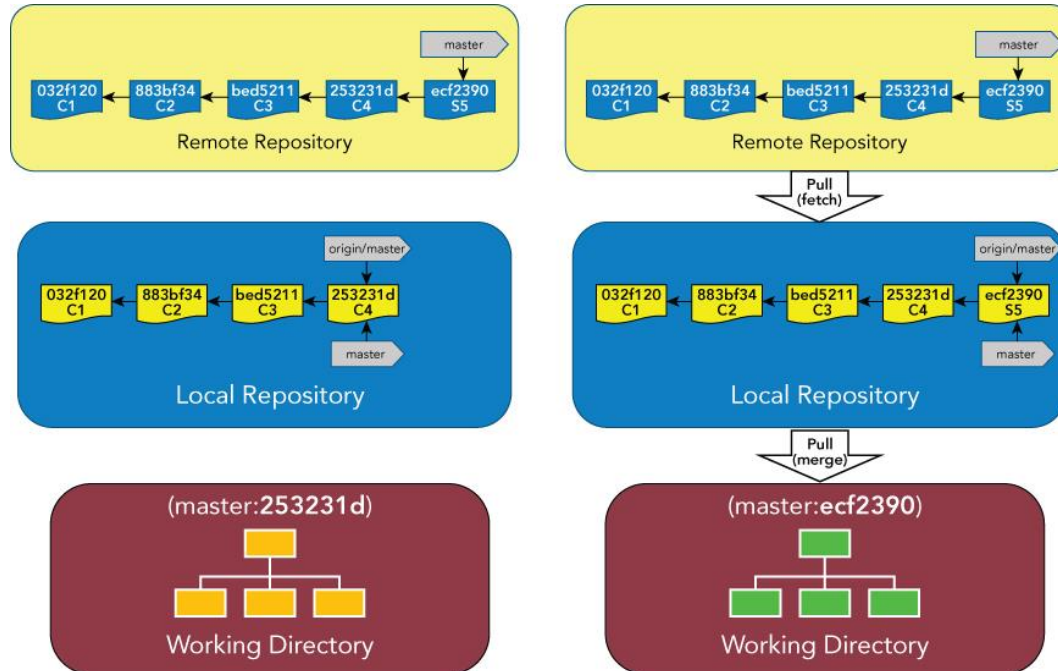 master
032f120
C1
883bf34
C2
bed5211
C3
253231d
C4
ecf2390
S5
Remote Repository
origin/master
032f120
C1
883bf34
C2
bed5211
C3
253231d
C4
master
Local Repository
(master:253231d)
Working Directory
master
032f120
C1
883bf34
C2
bed5211
C3
253231d
C4
ecf2390
S5
Remote Repository
Pull
(fetch)
origin/master
032f120
C1
883bf34
C2
bed5211
C3
253231d
C4
ecf2390
S5
master
Local Repository
Pull
(merge)
(master:ecf2390)
Working Directory